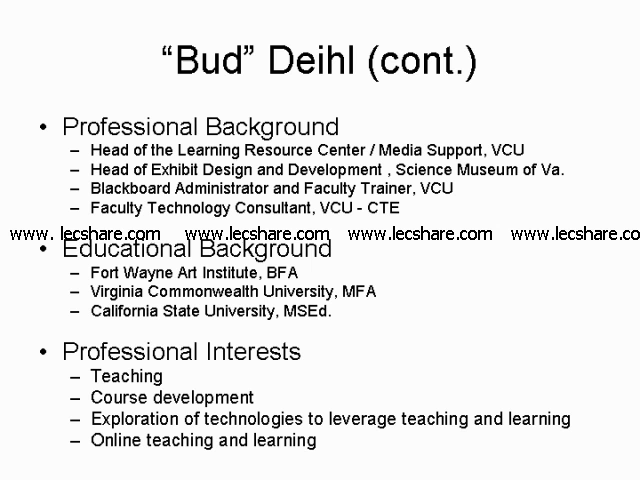 “Bud” Deihl (cont.)
• Professional Background
– Head of the Learning Resource Center / Media Support, VCU
– Head of Exhibit Design and Development , Science Museum of Va.
– Blackboard Administrator and Faculty Trainer, VCU
– Faculty Technology Consultant, VCU - CTE
www. lecshare.com www.lecshare.com www.lecshare.com www.lecshare.co
• Educational Background
– Fort Wayne Art Institute, BFA
– Virginia Commonwealth University, MFA
– California State University, MSEd.
• Professional Interests
– Teaching
– Course development
– Exploration of technologies to leverage teaching and learning
– Online teaching and learning